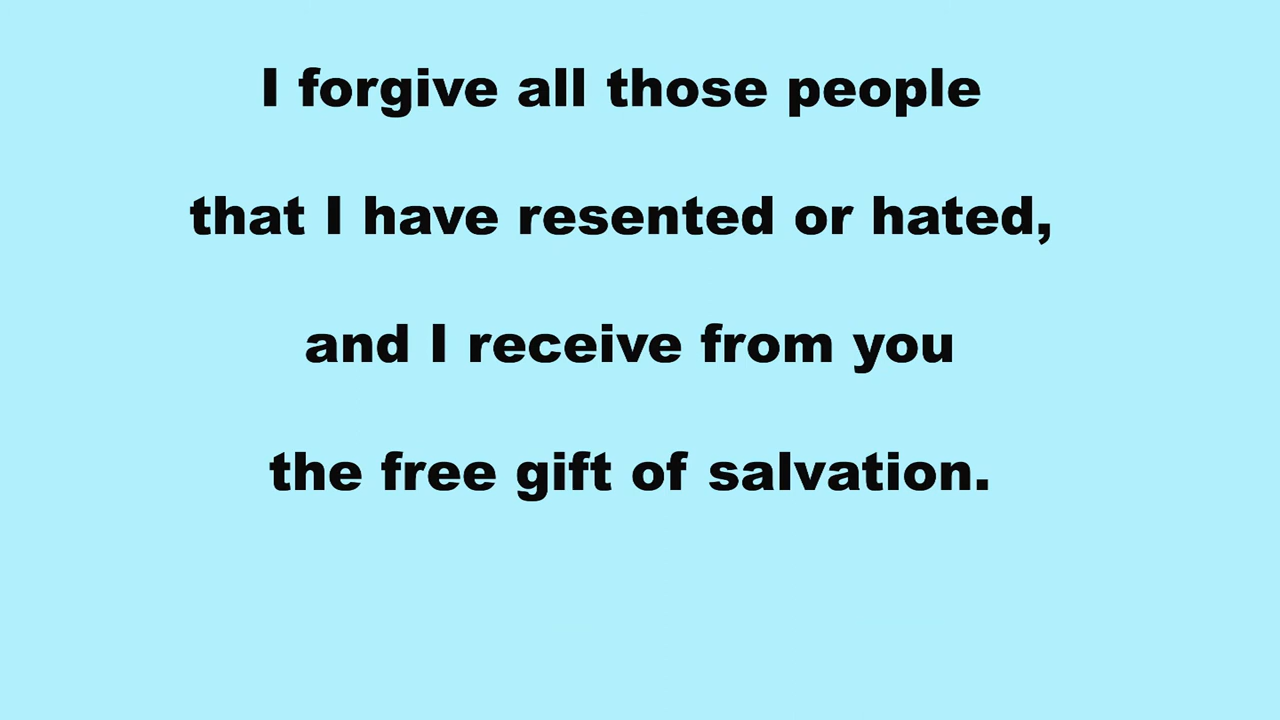 I forgive all those people
that I have resented or hated,
and I receive from you
the free gift of salvation.